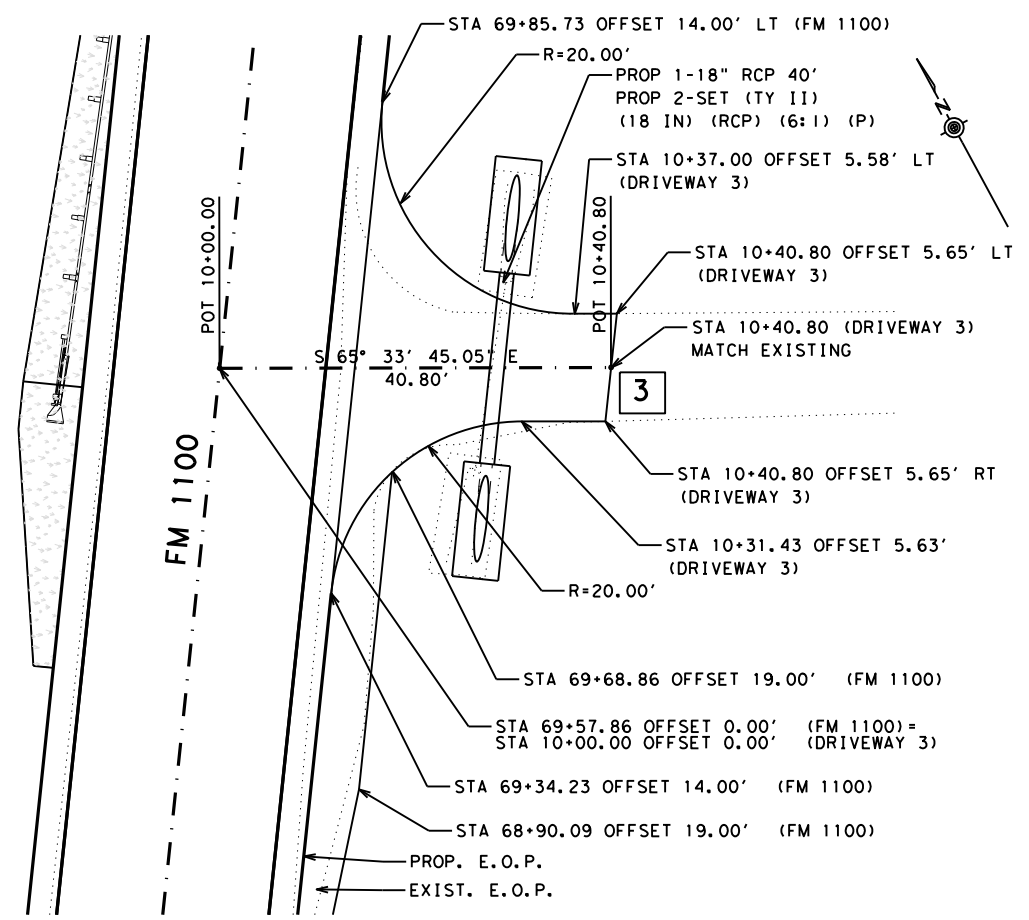 STA 69+85.73 OFFSET 14.00' LT (FM 1100)
R=20.00'
PROP 1-18" RCP 40'
PROP 2-SET (TY II)
(18 IN) (RCP) (6:1) (P)
N
STA 10+37.00 OFFSET 5.58' LT
(DRIVEWAY 3)
POT 10+00.00
POT 10+40.80
STA 10+40.80 OFFSET 5.65' LT
(DRIVEWAY 3)
STA 10+40.80 (DRIVEWAY 3)
MATCH EXISTING
S 65° 33' 45.05" E
40.80'
3
FM 1100
STA 10+40.80 OFFSET 5.65' RT
(DRIVEWAY 3)
STA 10+31.43 OFFSET 5.63'
(DRIVEWAY 3)
R=20.00'
STA 69+68.86 OFFSET 19.00' (FM 1100)
STA 69+57.86 OFFSET 0.00' (FM 1100)=
STA 10+00.00 OFFSET 0.00' (DRIVEWAY 3)
STA 69+34.23 OFFSET 14.00' (FM 1100)
STA 68+90.09 OFFSET 19.00' (FM 1100)
PROP. E.O.P.
EXIST. E.O.P.